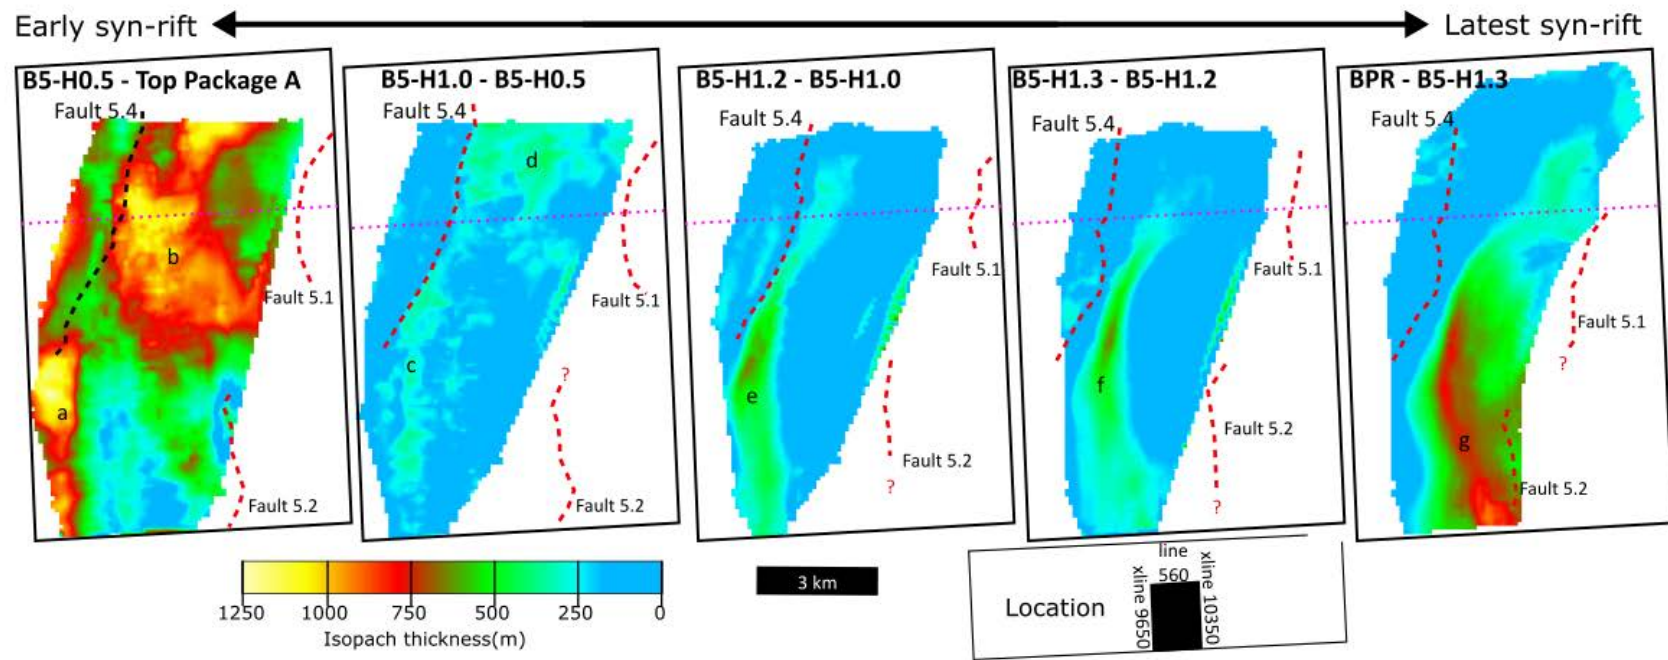 Early syn-rift
Latest syn-rift
B5-H0.5 - Top Package A
Fault 5.4
b
a
Fault 5.1
Fault 5.2
B5-H1.0 - B5-H0.5
Fault 5.4
d
c
Fault 5.1
?
Fault 5.2
B5-H1.2 - B5-H1.0
Fault 5.4
Fault 5.1
e
Fault 5.2
?
B5-H1.3 - B5-H1.2
Fault 5.4
Fault 5.1
f
Fault 5.2
?
BPR - B5-H1.3
Fault 5.4
Fault 5.1
?
g
Fault 5.2
1250 1000 750 500 250 0
Isopach thickness(m)
3 km
Location
line
560
xline 9650
xline 10350